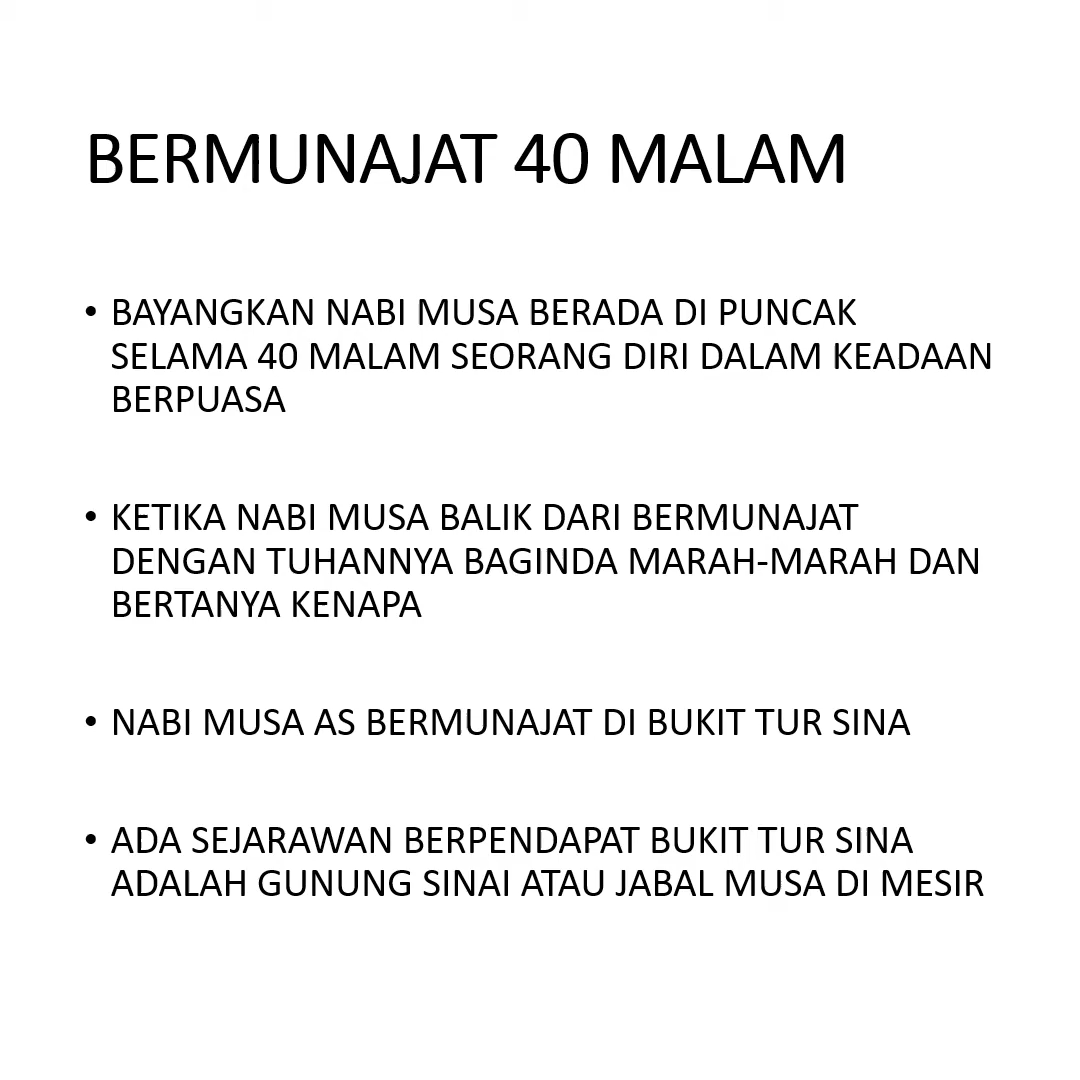 BERMUNAJAT 40 MALAM
• BAYANGKAN NABI MUSA BERADA DI PUNCAK
SELAMA 40 MALAM SEORANG DIRI DALAM KEADAAN
BERPUASA
• KETIKA NABI MUSA BALIK DARI BERMUNAJAT
DENGAN TUHANNYA BAGINDA MARAH-MARAH DAN
BERTANYA KENAPA
• NABI MUSA AS BERMUNAJAT DI BUKIT TUR SINA
• ADA SEJARAWAN BERPENDAPAT BUKIT TUR SINA
ADALAH GUNUNG SINAI ATAU JABAL MUSA DI MESIR